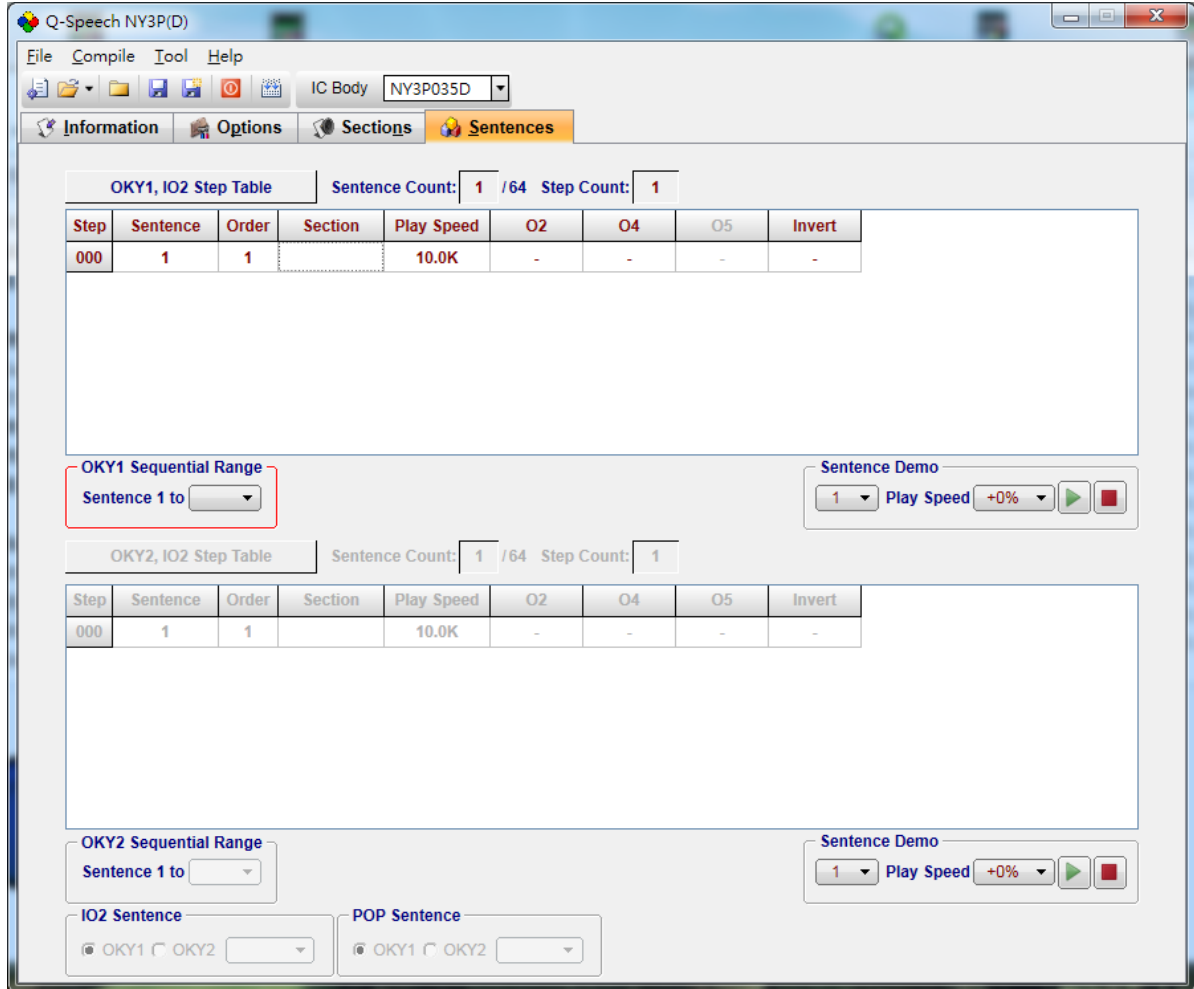 Q-Speech NY3P(D)
File Compile Tool Help
IC Body NY3P035D
Information Options Sections Sentences
OKY1, IO2 Step Table Sentence Count: 1 /64 Step Count: 1
Step Sentence Order Section Play Speed O2 O4 O5 Invert
000 1 1 10.0K - - - -
OKY1 Sequential Range Sentence Demo
Sentence 1 to 1 Play Speed +0%
OKY2, IO2 Step Table Sentence Count: 1 /64 Step Count: 1
Step Sentence Order Section Play Speed O2 O4 O5 Invert
000 1 1 10.0K - - - -
OKY2 Sequential Range Sentence Demo
Sentence 1 to 1 Play Speed +0%
IO2 Sentence POP Sentence
OKY1 OKY2 OKY1 OKY2